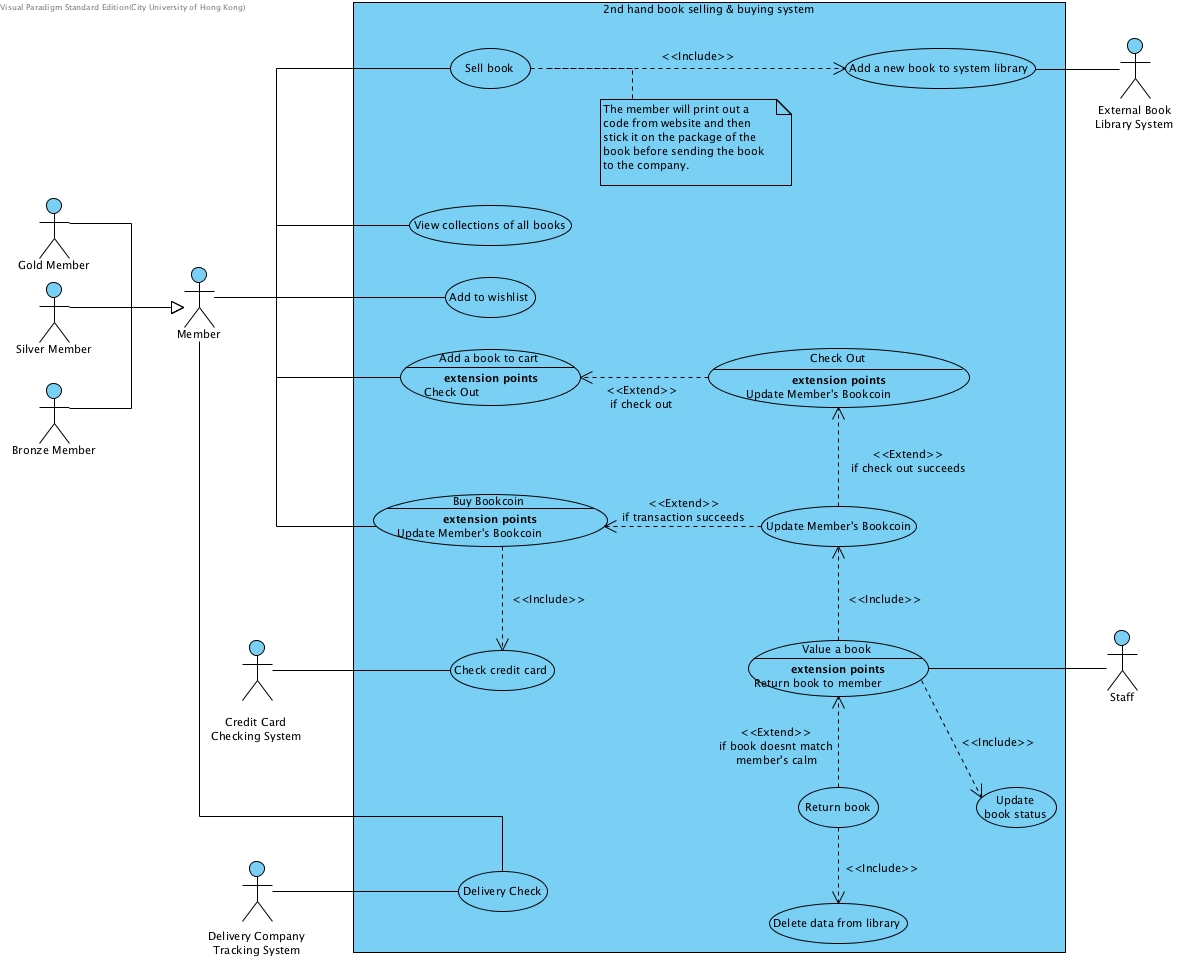 Visual Paradigm Standard Edition(City University of Hong Kong)
2nd hand book selling & buying system
Sell book
<<Include>>
Add a new book to system library
External Book
Library System
The member will print out a
code from website and then
stick it on the package of the
book before sending the book
to the company.
Gold Member
View collections of all books
Silver Member
Member
Add to wishlist
Bronze Member
Add a book to cart
extension points
Check Out
<<Extend>>
if check out
Check Out
extension points
Update Member's Bookcoin
<<Extend>>
if check out succeeds
Buy Bookcoin
extension points
Update Member's Bookcoin
<<Extend>>
if transaction succeeds
Update Member's Bookcoin
<<Include>>
<<Include>>
Credit Card
Checking System
Check credit card
Value a book
extension points
Return book to member
Staff
<<Extend>>
if book doesnt match
member's calm
<<Include>>
Return book
Update
book status
<<Include>>
Delivery Company
Tracking System
Delivery Check
Delete data from library